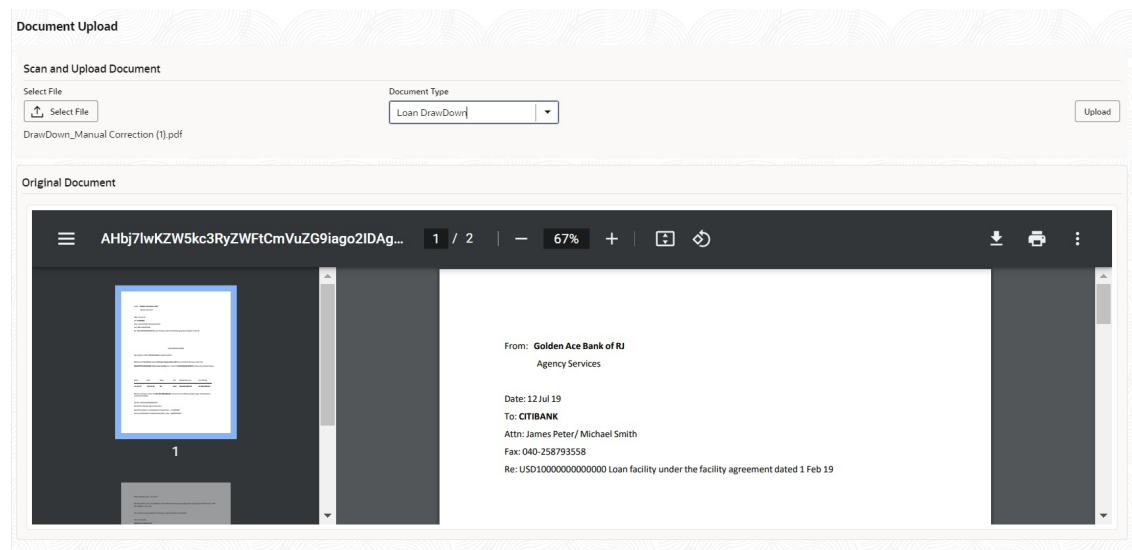 Document Upload
Scan and Upload Document
Select File
Document Type
Select File
Loan DrawDown
Upload
DrawDown_Manual Correction (1).pdf
Original Document
AHbj7lwKZW5kc3RyZWFtCmVuZG9iago2IDAg...
1 / 2
67%
From: Golden Ace Bank of RJ
Agency Services
Date: 12 Jul 19
To: CITIBANK
Attn: James Peter/ Michael Smith
Fax: 040-258793558
Re: USD10000000000000 Loan facility under the facility agreement dated 1 Feb 19
1